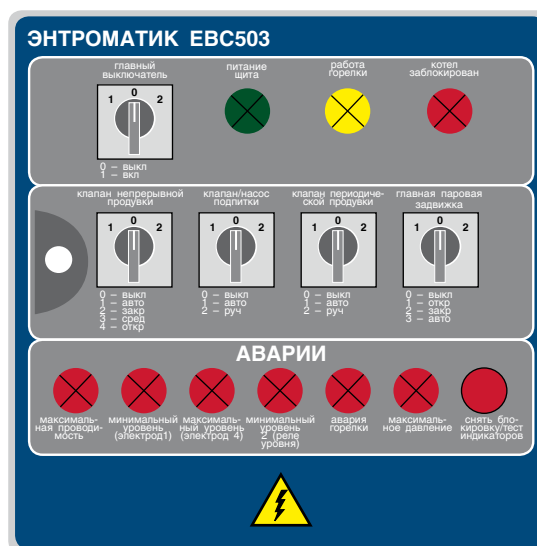 ЭНТРОМАТИК EBC503
главный
выключатель
питание
щита
работа
горелки
котел
заблокирован
1 0 2
0 – выкл
1 – вкл
клапан непрерывной
продувки
клапан/насос
подпитки
клапан периодиче-
ской продувки
главная паровая
задвижка
1 0 2
1 0 2
1 0 2
1 0 2
0 – выкл
1 – авто
2 – закр
3 – сред
4 – откр
0 – выкл
1 – авто
2 – руч
0 – выкл
1 – авто
2 – руч
0 – выкл
1 – откр
2 – закр
3 – авто
АВАРИИ
максималь-
ная проводи-
мость
минимальный
уровень
(электрод1)
максималь-
ный уровень
(электрод 4)
минимальный
уровень
2 (реле
уровня)
авария
горелки
максималь-
ное давление
снять бло-
кировку/тест
индикаторов